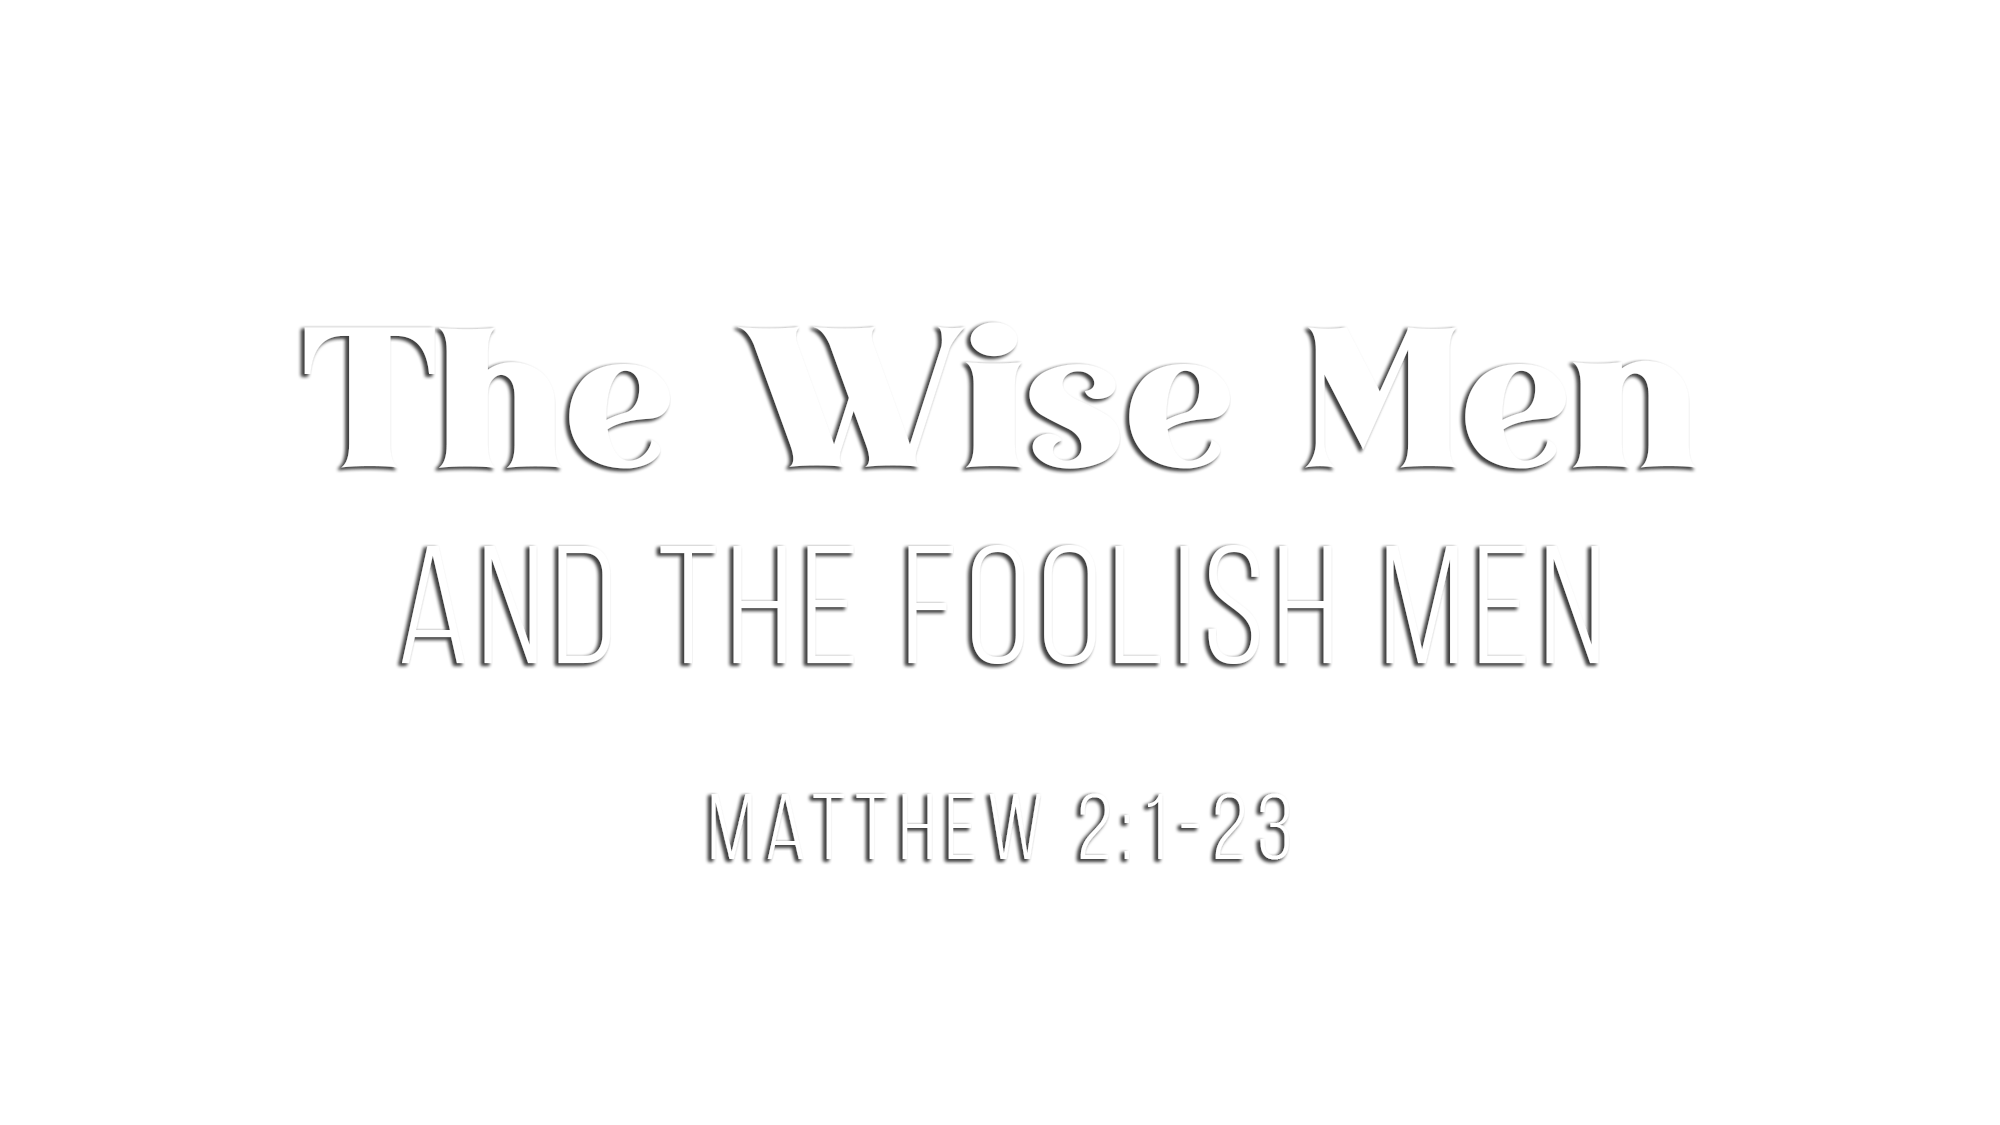 The Wise Men
AND THE FOOLISH MEN
MATTHEW 2:1-23